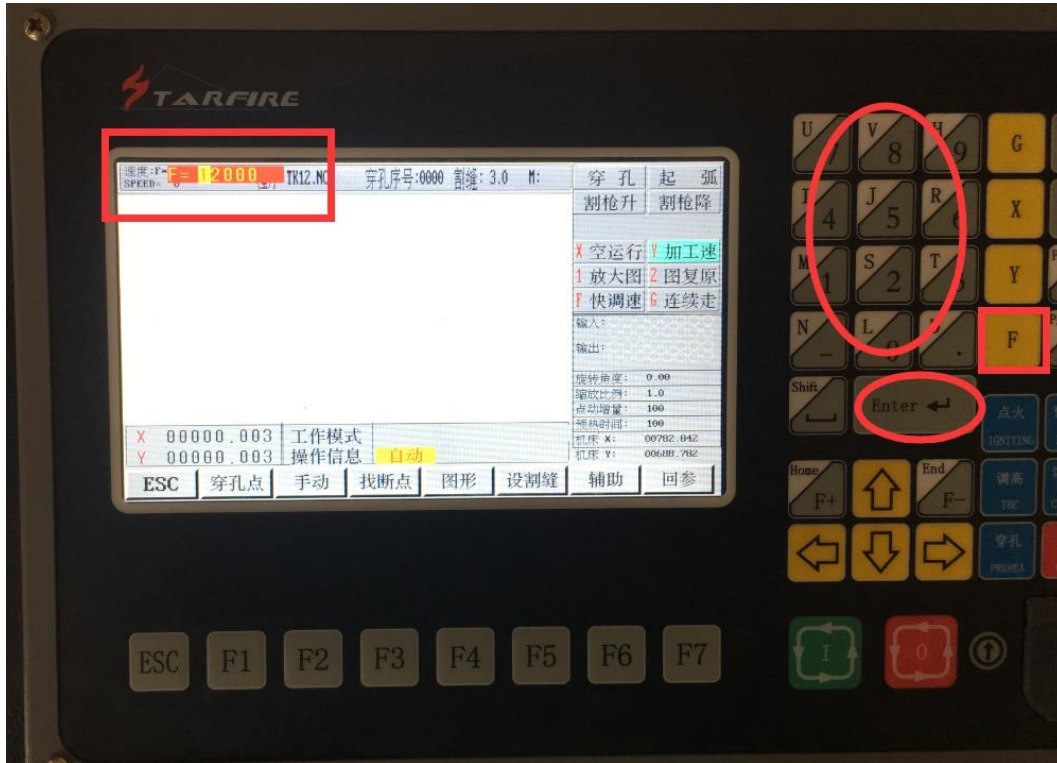 STARFIRE
速度:F=
F= 12000
SPEED= 0
TR12.NC 穿孔序号:0000 割缝: 3.0 M:
穿孔 起弧
割枪升 割枪降
X 空运行 Y 加工速
1 放大图 2 图复原
F 快调速 G 连续走
输入:
输出:
旋转角度: 0.00
缩放比例: 1.0
点动增量: 100
预热时间: 100
机床 X: 00782.042
机床 Y: 00688.782
X 00000.003 工作模式
Y 00000.003 操作信息 自动
ESC 穿孔点 手动 找断点 图形 设割缝 辅助 回参
ESC F1 F2 F3 F4 F5 F6 F7
U 7 V 8 H 9 G
I 4 J 5 R 6 X
M 1 S 2 T Y
N - L 0 . F
Shift Enter
点火
IGNITING
Home F+ End F- 调高
THC
穿孔
PREHEA
I 0